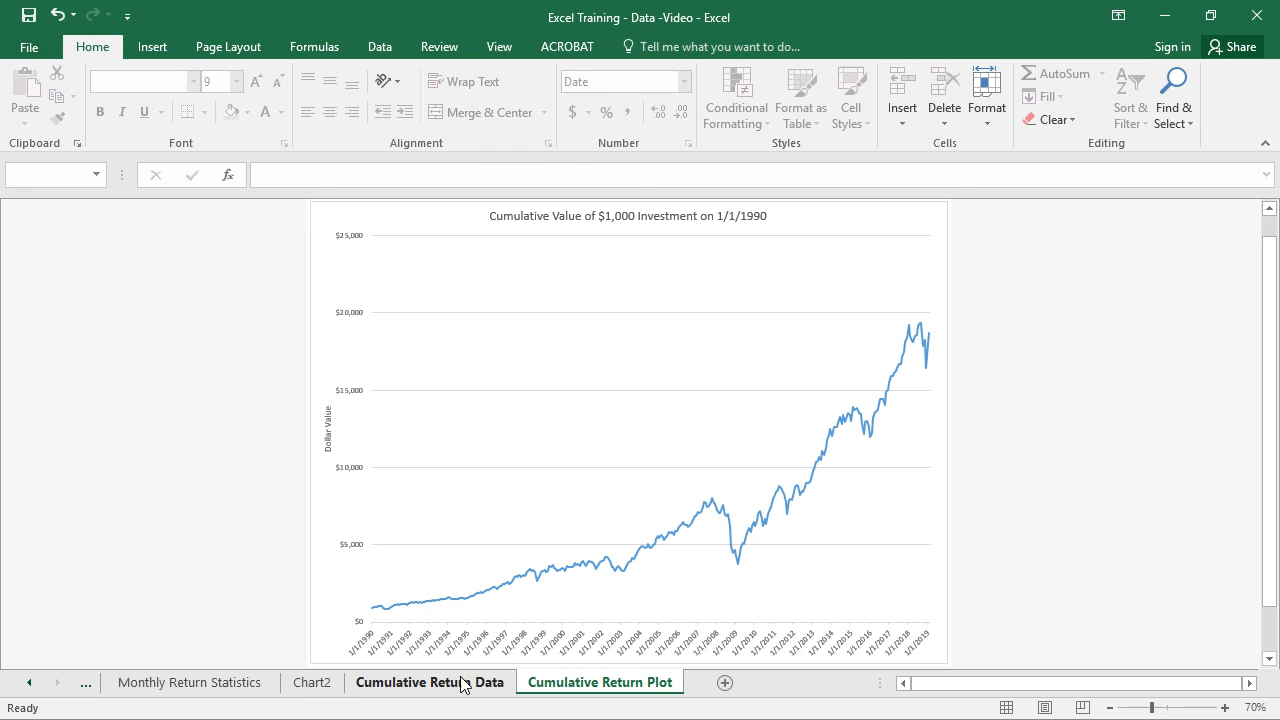 Excel Training - Data -Video - Excel
File Home Insert Page Layout Formulas Data Review View ACROBAT Tell me what you want to do... Sign in Share
Paste
Clipboard
9
B I U A
Font
Wrap Text
Merge & Center
Alignment
Date
$ % ,
Number
Conditional Formatting
Format as Table
Cell Styles
Styles
Insert Delete Format
Cells
AutoSum
Fill
Clear
Sort & Filter
Find & Select
Editing
fx
Cumulative Value of $1,000 Investment on 1/1/1990
$25,000
$20,000
$15,000
$10,000
$5,000
$0
Dollar Value
1/1/1990 1/1/1991 1/1/1992 1/1/1993 1/1/1994 1/1/1995 1/1/1996 1/1/1997 1/1/1998 1/1/1999 1/1/2000 1/1/2001 1/1/2002 1/1/2003 1/1/2004 1/1/2005 1/1/2006 1/1/2007 1/1/2008 1/1/2009 1/1/2010 1/1/2011 1/1/2012 1/1/2013 1/1/2014 1/1/2015 1/1/2016 1/1/2017 1/1/2018 1/1/2019
... Monthly Return Statistics Chart2 Cumulative Return Data Cumulative Return Plot
Ready 70%